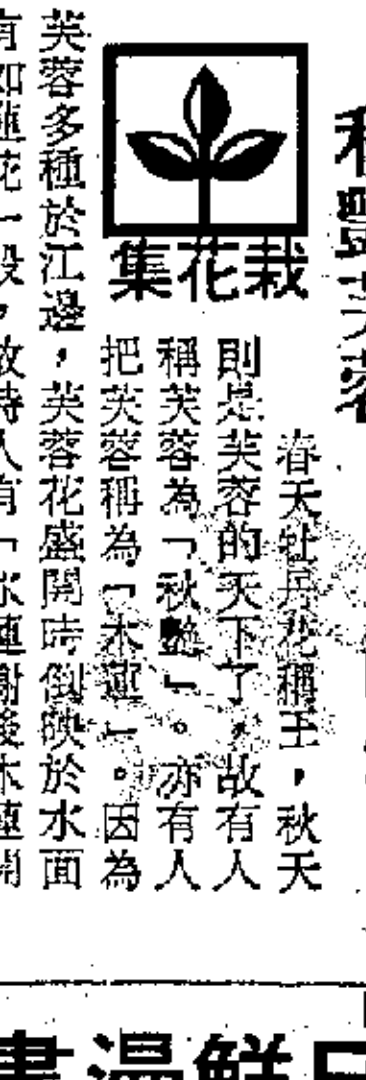 栽花集
春天牡丹花稱王，秋天
則是芙蓉的天下了，故有人
稱芙蓉為「秋艷」。亦有人
把芙蓉稱為「木蓮」。因為
芙蓉多種於江邊，芙蓉花盛開時倒映於水面
有如蓮花一般，故詩人有「水蓮謝後木蓮開